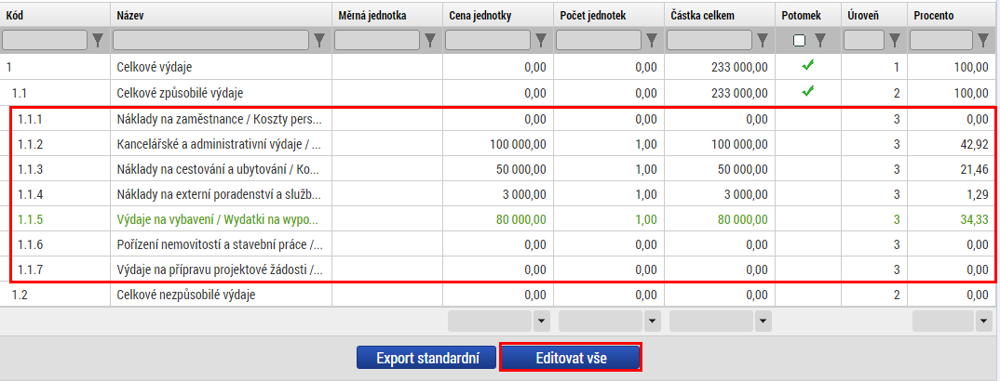 Kód Název Měrná jednotka Cena jednotky Počet jednotek Částka celkem Potomek Úroveň Procento
1 Celkové výdaje 0,00 0,00 233 000,00 1 100,00
1.1 Celkové způsobilé výdaje 0,00 0,00 233 000,00 2 100,00
1.1.1 Náklady na zaměstnance / Koszty pers... 0,00 0,00 0,00 3 0,00
1.1.2 Kancelářské a administrativní výdaje / ... 100 000,00 1,00 100 000,00 3 42,92
1.1.3 Náklady na cestování a ubytování / Ko... 50 000,00 1,00 50 000,00 3 21,46
1.1.4 Náklady na externí poradenství a služb... 3 000,00 1,00 3 000,00 3 1,29
1.1.5 Výdaje na vybavení / Wydatki na wypo... 80 000,00 1,00 80 000,00 3 34,33
1.1.6 Pořízení nemovitostí a stavební práce /... 0,00 0,00 0,00 3 0,00
1.1.7 Výdaje na přípravu projektové žádosti /... 0,00 0,00 0,00 3 0,00
1.2 Celkové nezpůsobilé výdaje 0,00 0,00 0,00 2 0,00
Export standardní Editovat vše